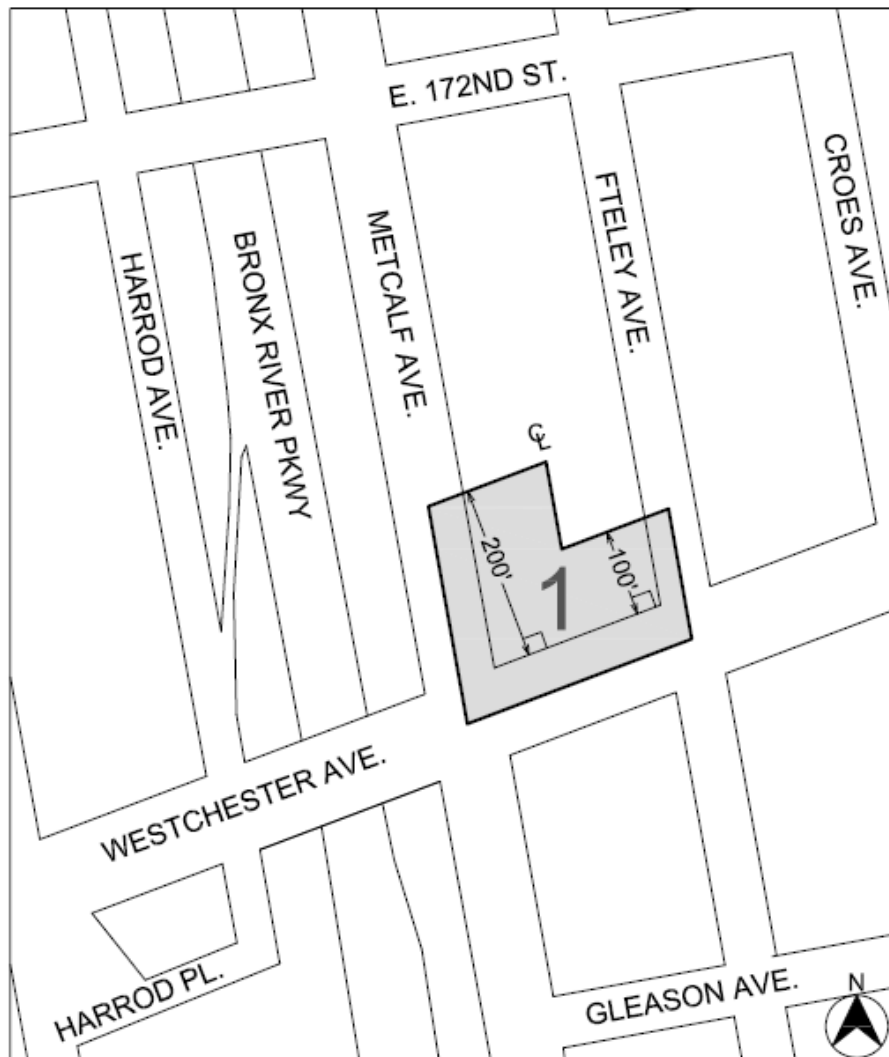 E. 172ND ST.
CROES AVE.
FTELEY AVE.
METCALF AVE.
BRONX RIVER PKWY
HARROD AVE.
℄
200'
100'
1
WESTCHESTER AVE.
HARROD PL.
GLEASON AVE.
N